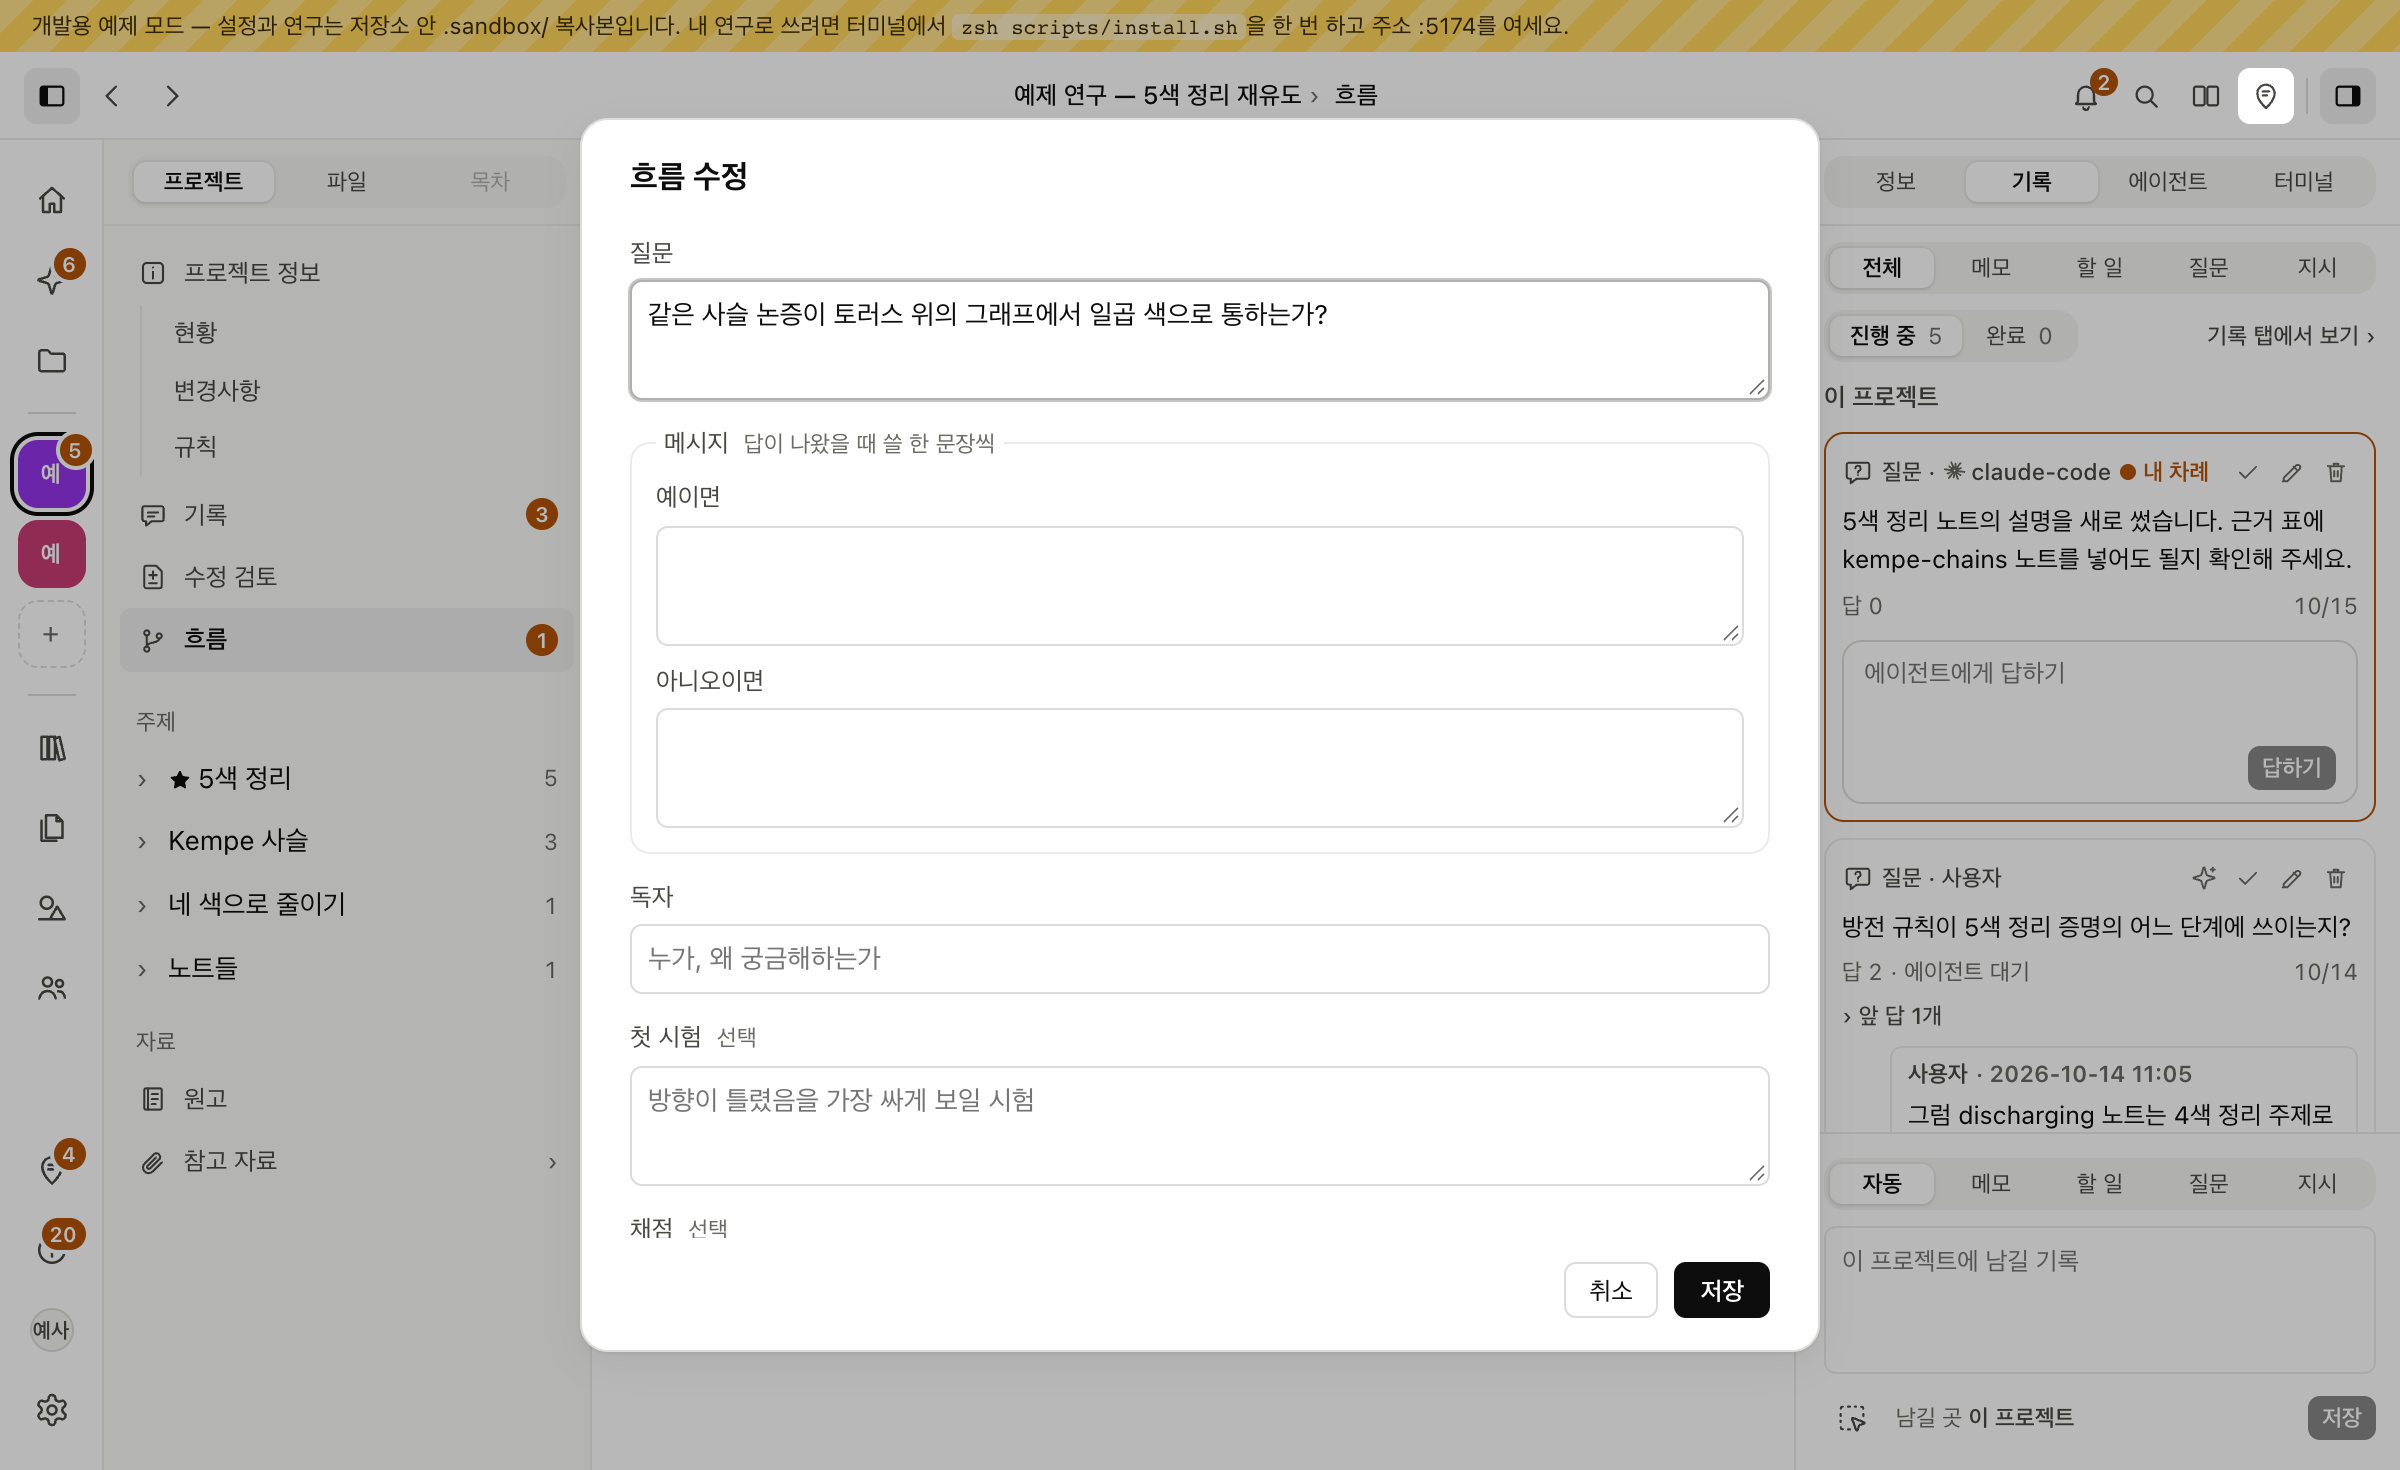 개발용 예제 모드 — 설정과 연구는 저장소 안 .sandbox/ 복사본입니다. 내 연구로 쓰려면 터미널에서 zsh scripts/install.sh을 한 번 하고 주소 :5174를 여세요.
예제 연구 — 5색 정리 재유도 › 흐름
2
프로젝트 파일 목차
6
5
예
예
+
4
20
예사
프로젝트 정보
현황
변경사항
규칙
기록 3
수정 검토
흐름 1
주제
› ★ 5색 정리 5
› Kempe 사슬 3
› 네 색으로 줄이기 1
› 노트들 1
자료
원고
참고 자료 ›
흐름 수정
질문
같은 사슬 논증이 토러스 위의 그래프에서 일곱 색으로 통하는가?
메시지 답이 나왔을 때 쓸 한 문장씩
예이면
아니오이면
독자
누가, 왜 궁금해하는가
첫 시험 선택
방향이 틀렸음을 가장 싸게 보일 시험
채점 선택
취소 저장
정보 기록 에이전트 터미널
전체 메모 할 일 질문 지시
진행 중 5 완료 0 기록 탭에서 보기 ›
이 프로젝트
질문 · claude-code 내 차례
5색 정리 노트의 설명을 새로 썼습니다. 근거 표에
kempe-chains 노트를 넣어도 될지 확인해 주세요.
답 0 10/15
에이전트에게 답하기
답하기
질문 · 사용자
방전 규칙이 5색 정리 증명의 어느 단계에 쓰이는지?
답 2 · 에이전트 대기 10/14
› 앞 답 1개
사용자 · 2026-10-14 11:05
그럼 discharging 노트는 4색 정리 주제로
자동 메모 할 일 질문 지시
이 프로젝트에 남길 기록
남길 곳 이 프로젝트 저장